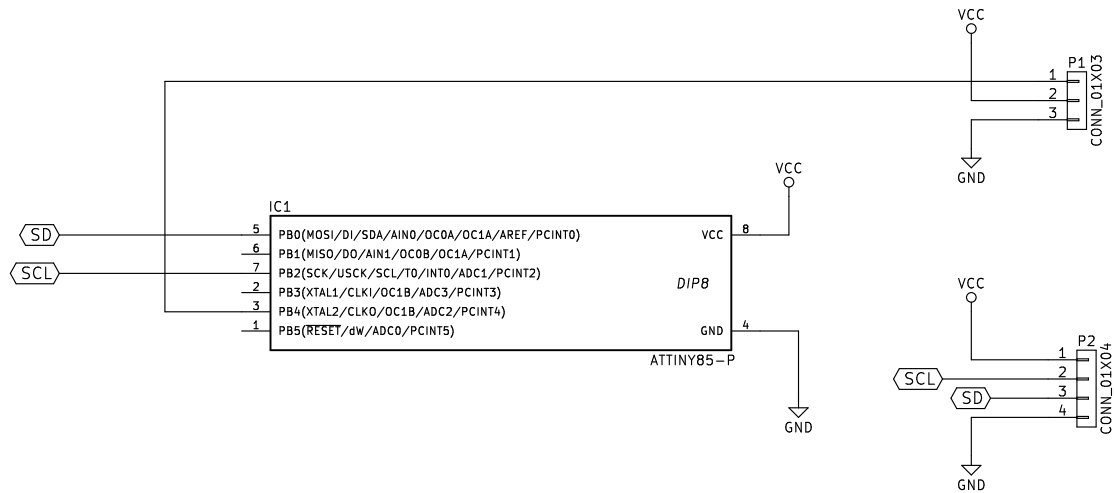 VCC
P1
1
2
3
CONN_01X03
GND
VCC
IC1
SD
5 PB0(MOSI/DI/SDA/AIN0/OC0A/OC1A/AREF/PCINT0) VCC 8
6 PB1(MISO/DO/AIN1/OC0B/OC1A/PCINT1)
SCL
7 PB2(SCK/USCK/SCL/T0/INT0/ADC1/PCINT2)
DIP8
2 PB3(XTAL1/CLKI/OC1B/ADC3/PCINT3)
3 PB4(XTAL2/CLKO/OC1B/ADC2/PCINT4)
1 PB5(RESET/dW/ADC0/PCINT5) GND 4
ATTINY85-P
GND
VCC
P2
1
SCL 2
SD 3
4
CONN_01X04
GND